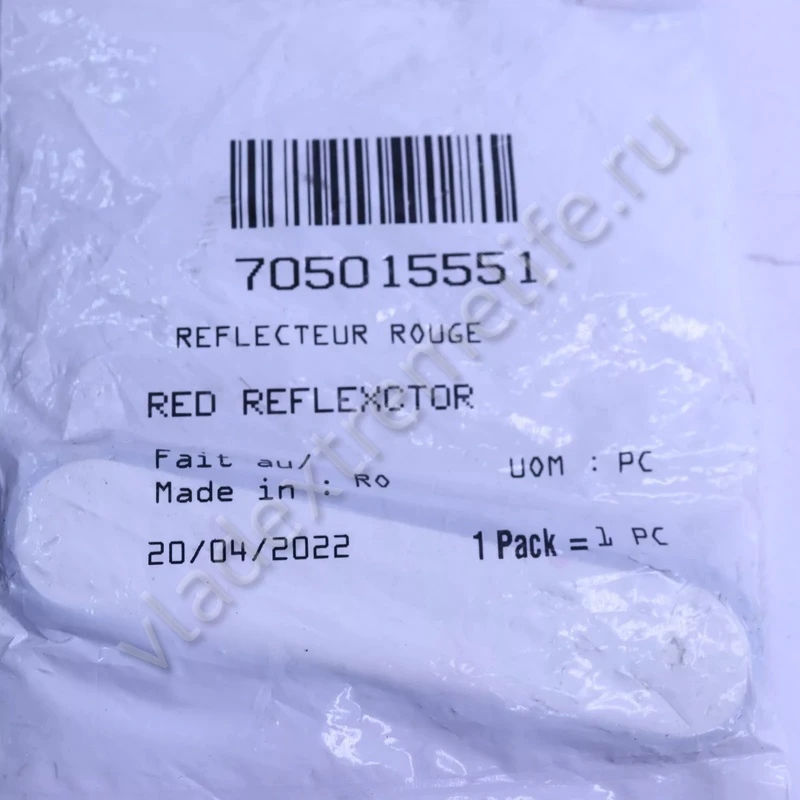 705015551
REFLECTEUR ROUGE
RED REFLEXCTOR
Fait au/
Made in : RO
UOM : PC
20/04/2022
1 Pack = 1 PC
vladextremelife.ru